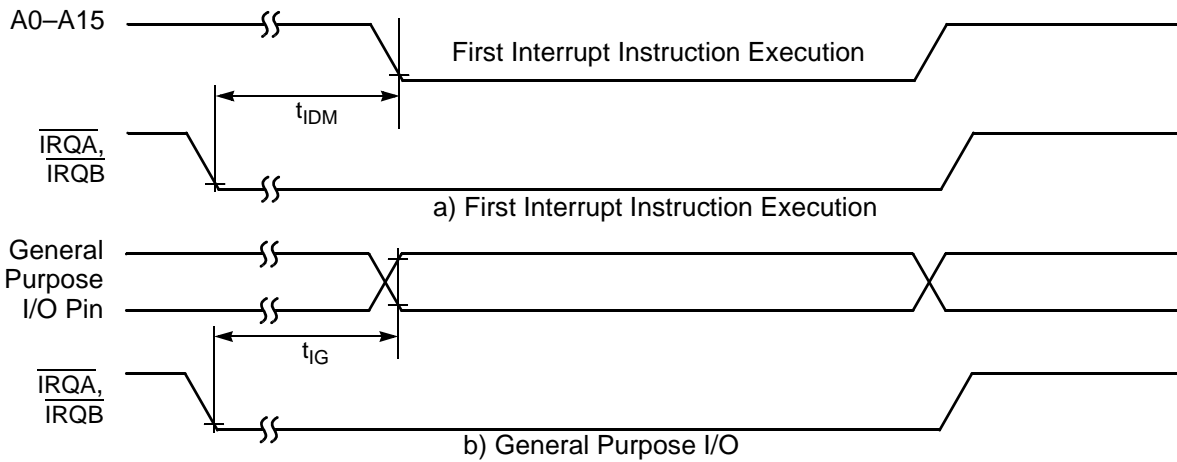 A0–A15
First Interrupt Instruction Execution
tIDM
IRQA,
IRQB
a) First Interrupt Instruction Execution
General
Purpose
I/O Pin
tIG
IRQA,
IRQB
b) General Purpose I/O